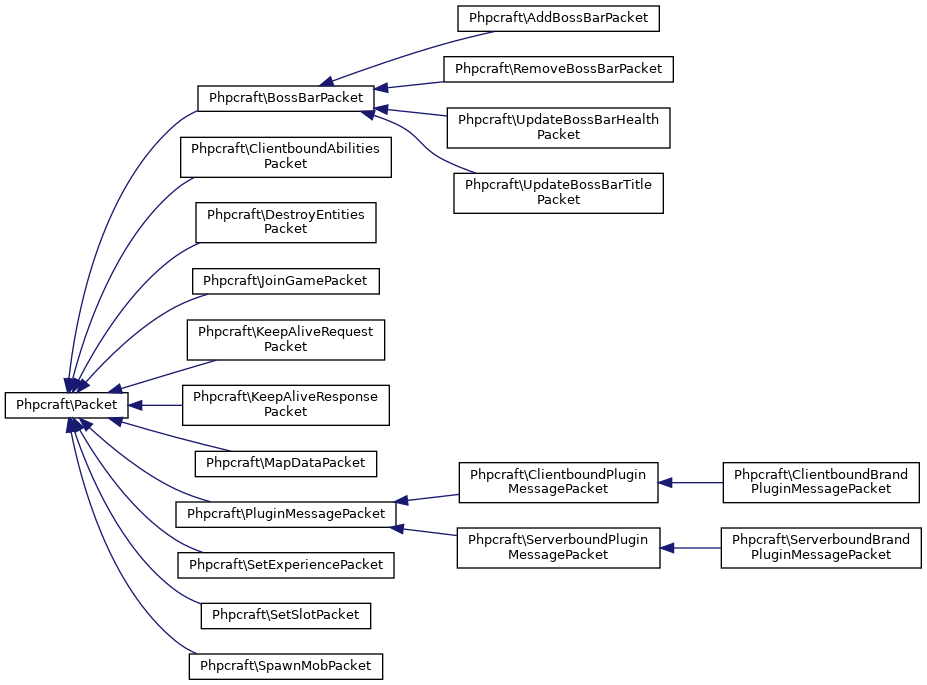 Phpcraft\AddBossBarPacket
Phpcraft\RemoveBossBarPacket
Phpcraft\BossBarPacket
Phpcraft\UpdateBossBarHealth
Packet
Phpcraft\ClientboundAbilities
Packet
Phpcraft\UpdateBossBarTitle
Packet
Phpcraft\DestroyEntities
Packet
Phpcraft\JoinGamePacket
Phpcraft\KeepAliveRequest
Packet
Phpcraft\Packet
Phpcraft\KeepAliveResponse
Packet
Phpcraft\MapDataPacket
Phpcraft\ClientboundPlugin
MessagePacket
Phpcraft\ClientboundBrand
PluginMessagePacket
Phpcraft\PluginMessagePacket
Phpcraft\ServerboundPlugin
MessagePacket
Phpcraft\ServerboundBrand
PluginMessagePacket
Phpcraft\SetExperiencePacket
Phpcraft\SetSlotPacket
Phpcraft\SpawnMobPacket